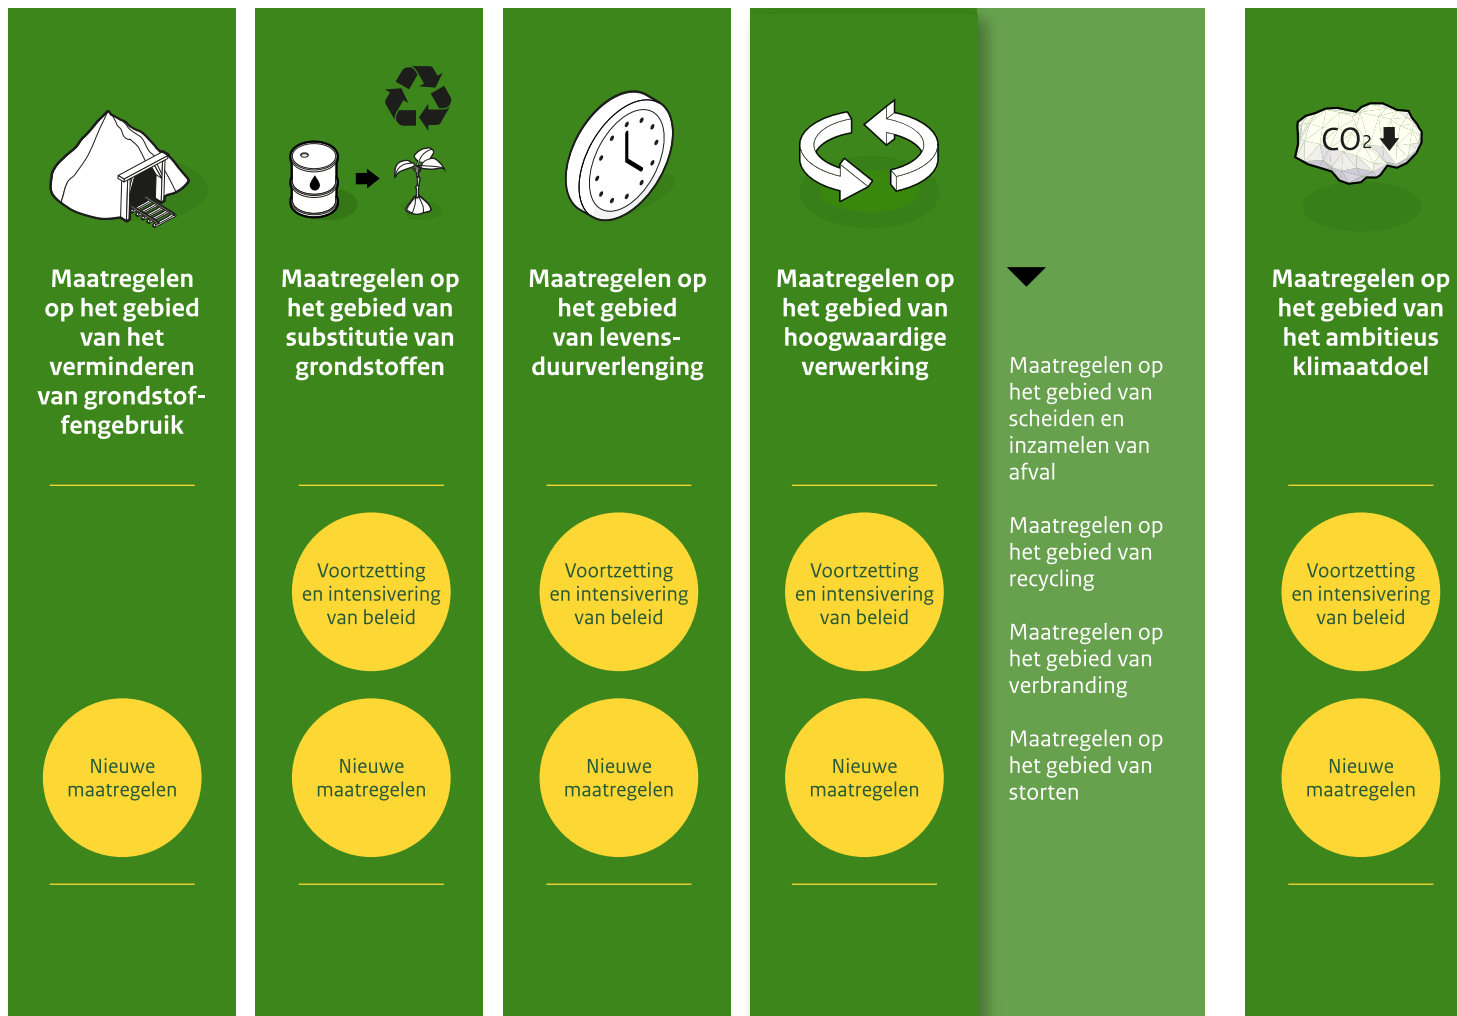 Maatregelen
op het gebied
van het
verminderen
van grondstof-
fengebruik
Nieuwe
maatregelen
Maatregelen op
het gebied van
substitutie van
grondstoffen
Voortzetting
en intensivering
van beleid
Nieuwe
maatregelen
Maatregelen op
het gebied
van levens-
duurverlenging
Voortzetting
en intensivering
van beleid
Nieuwe
maatregelen
Maatregelen op
het gebied van
hoogwaardige
verwerking
Voortzetting
en intensivering
van beleid
Nieuwe
maatregelen
Maatregelen op
het gebied van
scheiden en
inzamelen van
afval
Maatregelen op
het gebied van
recycling
Maatregelen op
het gebied van
verbranding
Maatregelen op
het gebied van
storten
CO2
Maatregelen op
het gebied van
het ambitieus
klimaatdoel
Voortzetting
en intensivering
van beleid
Nieuwe
maatregelen